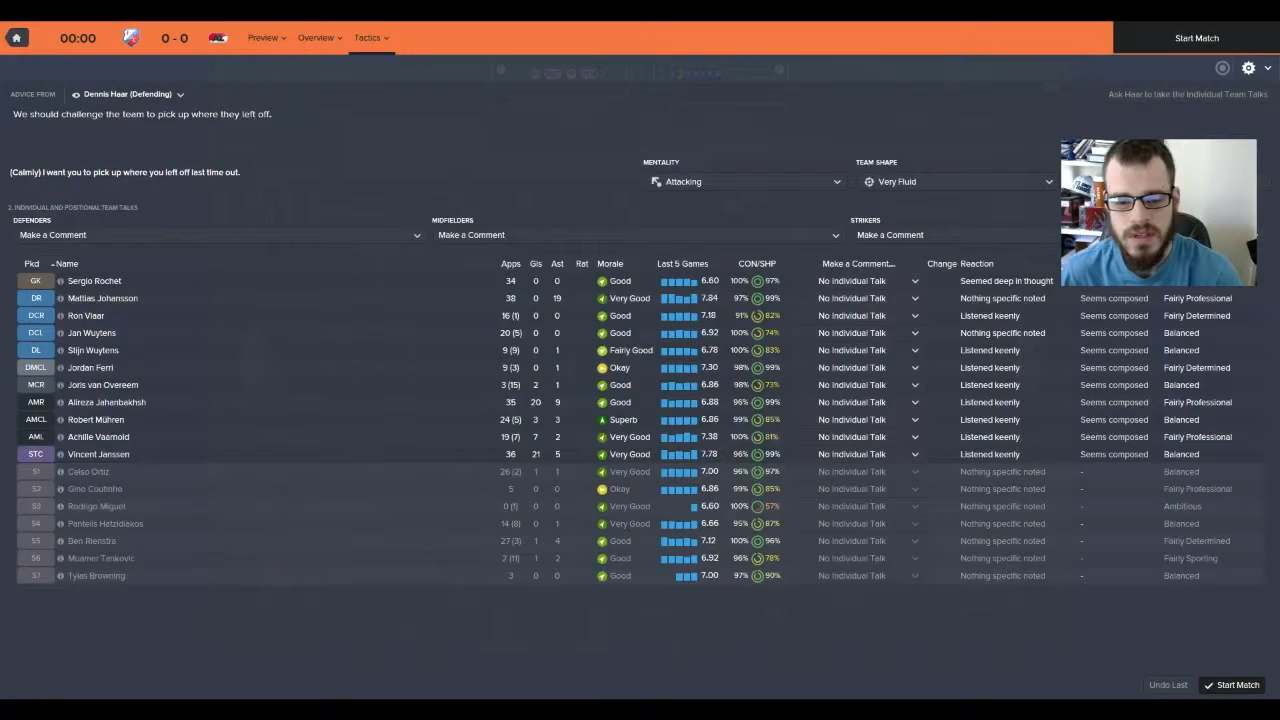 00:00 0 - 0 AZ Preview Overview Tactics Start Match
ADVICE FROM Dennis Haar (Defending) Ask Haar to take the Individual Team Talks
We should challenge the team to pick up where they left off.
MENTALITY TEAM SHAPE
(Calmly) I want you to pick up where you left off last time out. Attacking Very Fluid
2. INDIVIDUAL AND POSITIONAL TEAM TALKS
DEFENDERS MIDFIELDERS STRIKERS
Make a Comment Make a Comment Make a Comment
Pkd Name Apps Gls Ast Rat Morale Last 5 Games CON/SHP Make a Comment... Change Reaction
GK Sergio Rochet 34 0 0 Good 6.60 100% 97% No Individual Talk Seemed deep in thought
DR Mattias Johansson 38 0 19 Very Good 7.84 97% 99% No Individual Talk Nothing specific noted Seems composed Fairly Professional
DCR Ron Vlaar 16 (1) 0 0 Good 7.18 91% 82% No Individual Talk Listened keenly Seems composed Fairly Determined
DCL Jan Wuytens 20 (5) 0 0 Good 6.92 100% 74% No Individual Talk Nothing specific noted Seems composed Balanced
DL Stijn Wuytens 9 (9) 0 1 Fairly Good 6.78 100% 83% No Individual Talk Listened keenly Seems composed Balanced
DMCL Jordan Ferri 9 (3) 0 1 Okay 7.30 98% 99% No Individual Talk Listened keenly Seems composed Fairly Determined
MCR Joris van Overeem 3 (15) 2 1 Good 6.86 98% 73% No Individual Talk Listened keenly Seems composed Balanced
AMR Alireza Jahanbakhsh 35 20 9 Good 6.88 96% 99% No Individual Talk Listened keenly Seems composed Fairly Professional
AMCL Robert Mühren 24 (5) 3 3 Superb 6.86 99% 85% No Individual Talk Listened keenly Seems composed Balanced
AML Achille Vaarnold 19 (7) 7 2 Very Good 7.38 100% 81% No Individual Talk Listened keenly Seems composed Fairly Professional
STC Vincent Janssen 36 21 5 Very Good 7.78 96% 99% No Individual Talk Listened keenly Seems composed Balanced
S1 Celso Ortiz 26 (2) 1 1 Very Good 7.00 96% 97% No Individual Talk Nothing specific noted - Balanced
S2 Gino Coutinho 5 0 0 Okay 6.86 99% 85% No Individual Talk Nothing specific noted - Fairly Professional
S3 Rodrigo Miguel 0 (1) 0 0 Very Good 6.60 100% 57% No Individual Talk Nothing specific noted - Ambitious
S4 Pantelis Hatzidiakos 14 (8) 0 1 Very Good 6.66 95% 87% No Individual Talk Nothing specific noted - Balanced
S5 Ben Rienstra 27 (3) 1 4 Good 7.12 100% 96% No Individual Talk Nothing specific noted - Fairly Determined
S6 Muamer Tankovic 2 (11) 1 2 Good 6.92 96% 78% No Individual Talk Nothing specific noted - Fairly Sporting
S7 Tyias Browning 3 0 0 Good 7.00 97% 90% No Individual Talk Nothing specific noted - Balanced
Undo Last Start Match